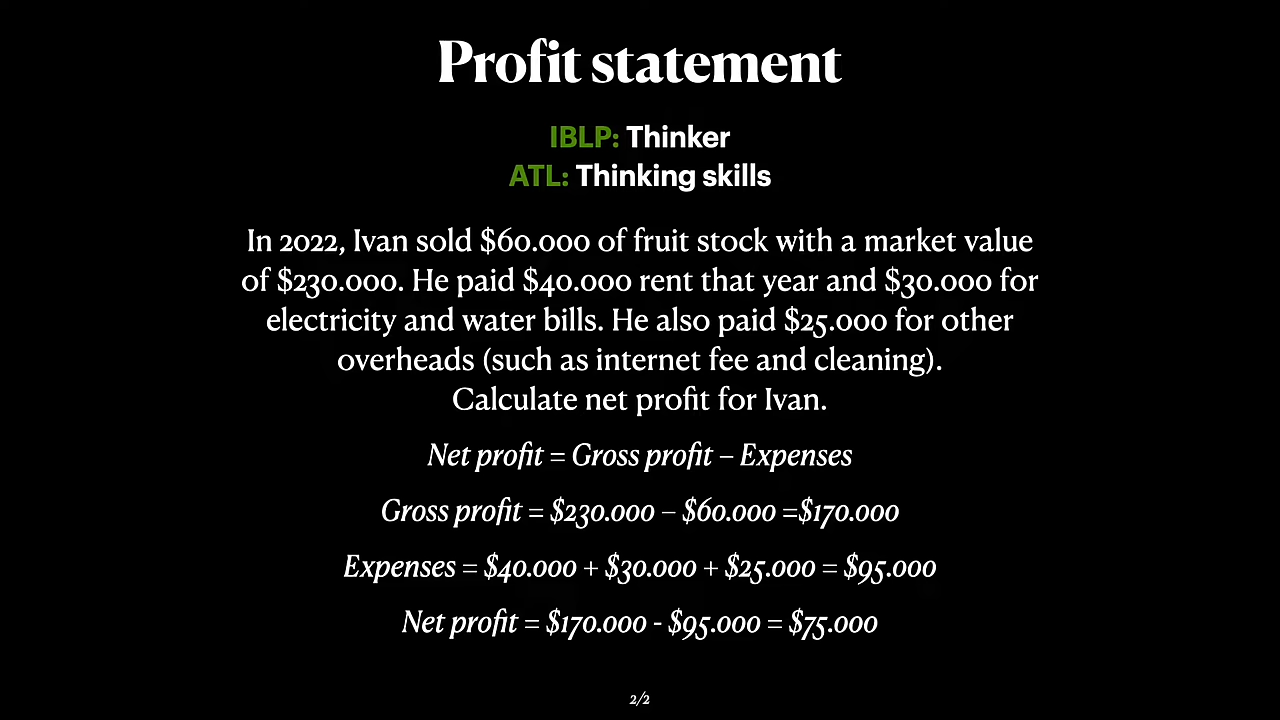 Profit statement
IBLP: Thinker
ATL: Thinking skills
In 2022, Ivan sold $60.000 of fruit stock with a market value
of $230.000. He paid $40.000 rent that year and $30.000 for
electricity and water bills. He also paid $25.000 for other
overheads (such as internet fee and cleaning).
Calculate net profit for Ivan.
Net profit = Gross profit – Expenses
Gross profit = $230.000 – $60.000 =$170.000
Expenses = $40.000 + $30.000 + $25.000 = $95.000
Net profit = $170.000 - $95.000 = $75.000
2/2